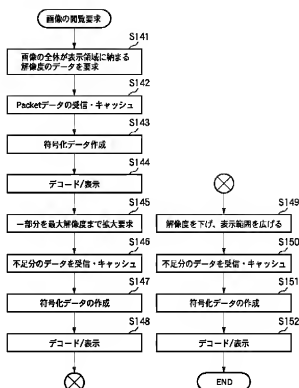 画像の閲覧要求
S141
画像の全体が表示領域に納まる
解像度のデータを要求
S142
Packetデータの受信・キャッシュ
S143
符号化データ作成
S144
デコード/表示
S145
一部分を最大解像度まで拡大要求
S146
不足分のデータを受信・キャッシュ
S147
符号化データの作成
S148
デコード/表示
S149
解像度を下げ、表示範囲を広げる
S150
不足分のデータを受信・キャッシュ
S151
符号化データの作成
S152
デコード/表示
END